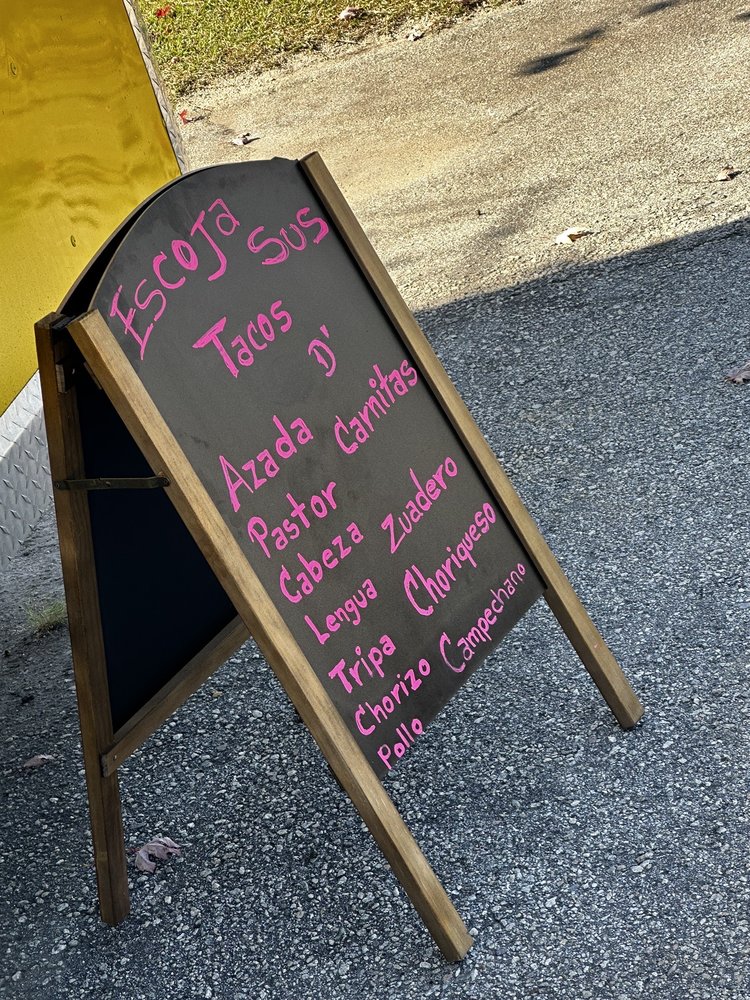 Escoja Sus
Tacos D'
Azada Carnitas
Pastor
Cabeza Zuadero
Lengua
Tripa Choriqueso
Chorizo Campechano
Pollo